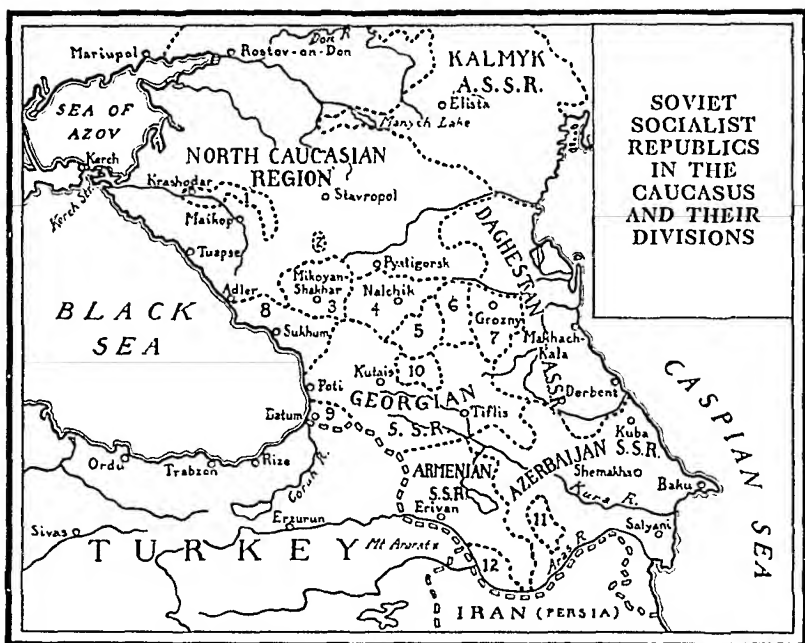 SOVIET
SOCIALIST
REPUBLICS
IN THE
CAUCASUS
AND THEIR
DIVISIONS
Mariupol
Rostov-on-Don
Don R.
KALMYK
A.S.S.R.
Elista
SEA OF
AZOV
Manych Lake
Kerch
Kerch Str.
NORTH CAUCASIAN
REGION
Krasnodar
1
Stavropol
Maikop
Tuapse
2
Pyatigorsk
DAGHESTAN
A.S.S.R.
Mikoyan-
Shakhar
3
Nalchik
4
5
6
Grozny
7
Adler
8
BLACK
SEA
Sukhum
Makhach-
Kala
CASPIAN SEA
Kutais
10
Derbent
Poti
GEORGIAN
S.S.R.
Tiflis
Batum
9
Kuba
AZERBAIJAN
S.S.R.
Ordu
Trabzon
Rize
Coruh R.
ARMENIAN
S.S.R.
Shemakha
Kura R.
Baku
Erivan
11
Sivas
Erzurun
Salyani
TURKEY
Mt Ararat
Aras R.
12
IRAN (PERSIA)